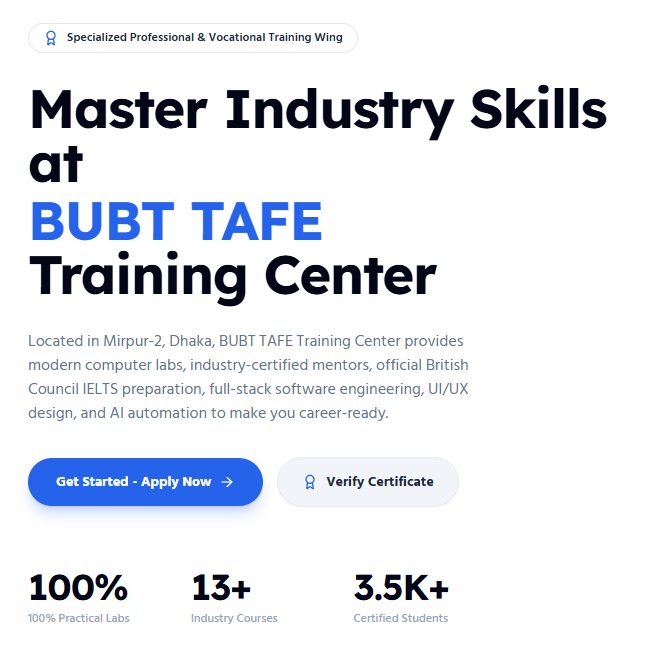 Specialized Professional & Vocational Training Wing
Master Industry Skills
at
BUBT TAFE
Training Center
Located in Mirpur-2, Dhaka, BUBT TAFE Training Center provides
modern computer labs, industry-certified mentors, official British
Council IELTS preparation, full-stack software engineering, UI/UX
design, and AI automation to make you career-ready.
Get Started - Apply Now →
Verify Certificate
100% 13+ 3.5K+
100% Practical Labs Industry Courses Certified Students